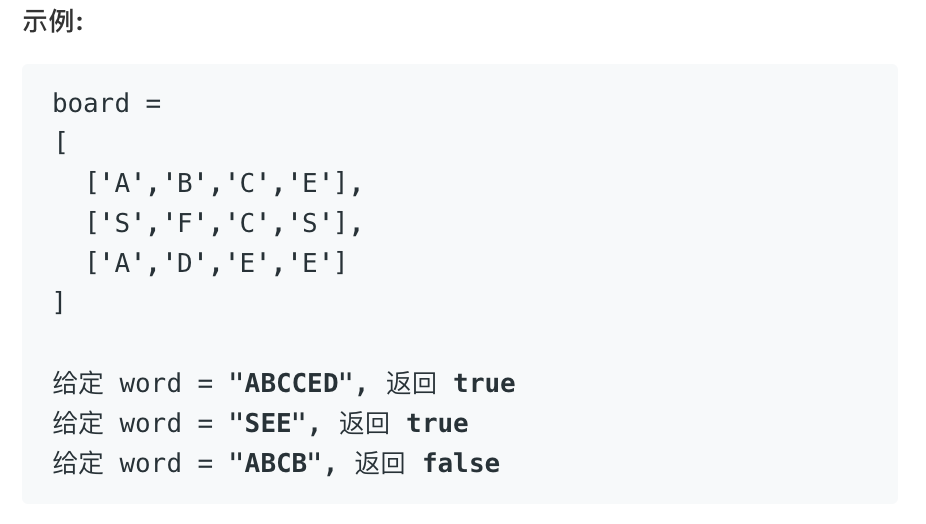 示例:
board =
[
  ['A','B','C','E'],
  ['S','F','C','S'],
  ['A','D','E','E']
]
给定 word = "ABCCED", 返回 true
给定 word = "SEE", 返回 true
给定 word = "ABCB", 返回 false